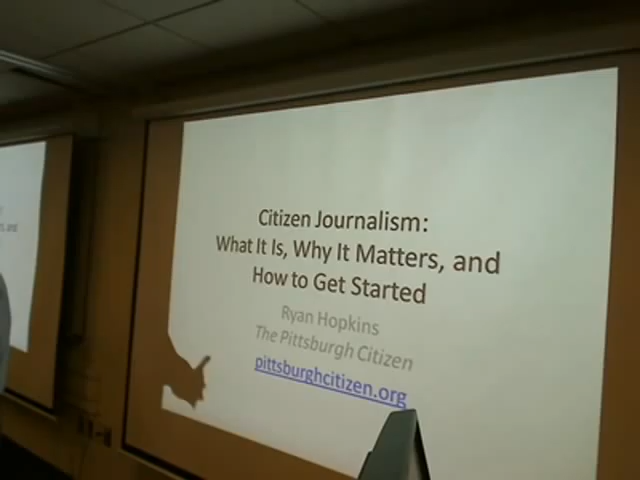 Citizen Journalism:
What It Is, Why It Matters, and
How to Get Started
Ryan Hopkins
The Pittsburgh Citizen
pittsburghcitizen.org